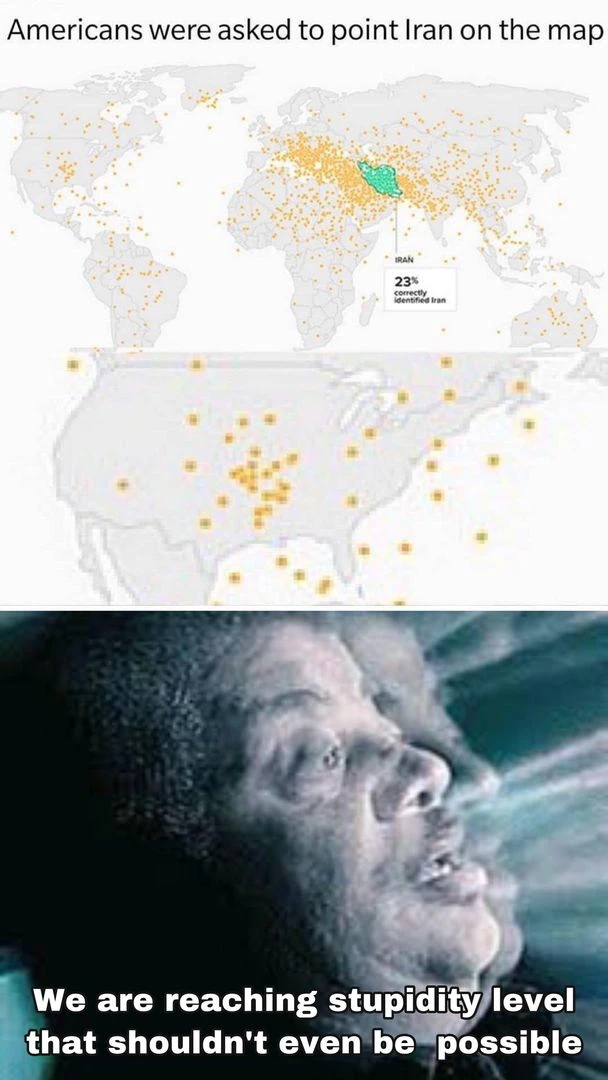 Americans were asked to point Iran on the map
IRAN
23%
correctly
identified Iran
We are reaching stupidity level
that shouldn't even be possible